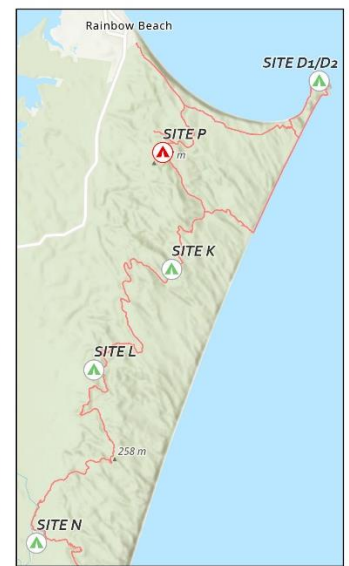 Rainbow Beach
SITE D1/D2
SITE P
m
SITE K
SITE L
258 m
SITE N